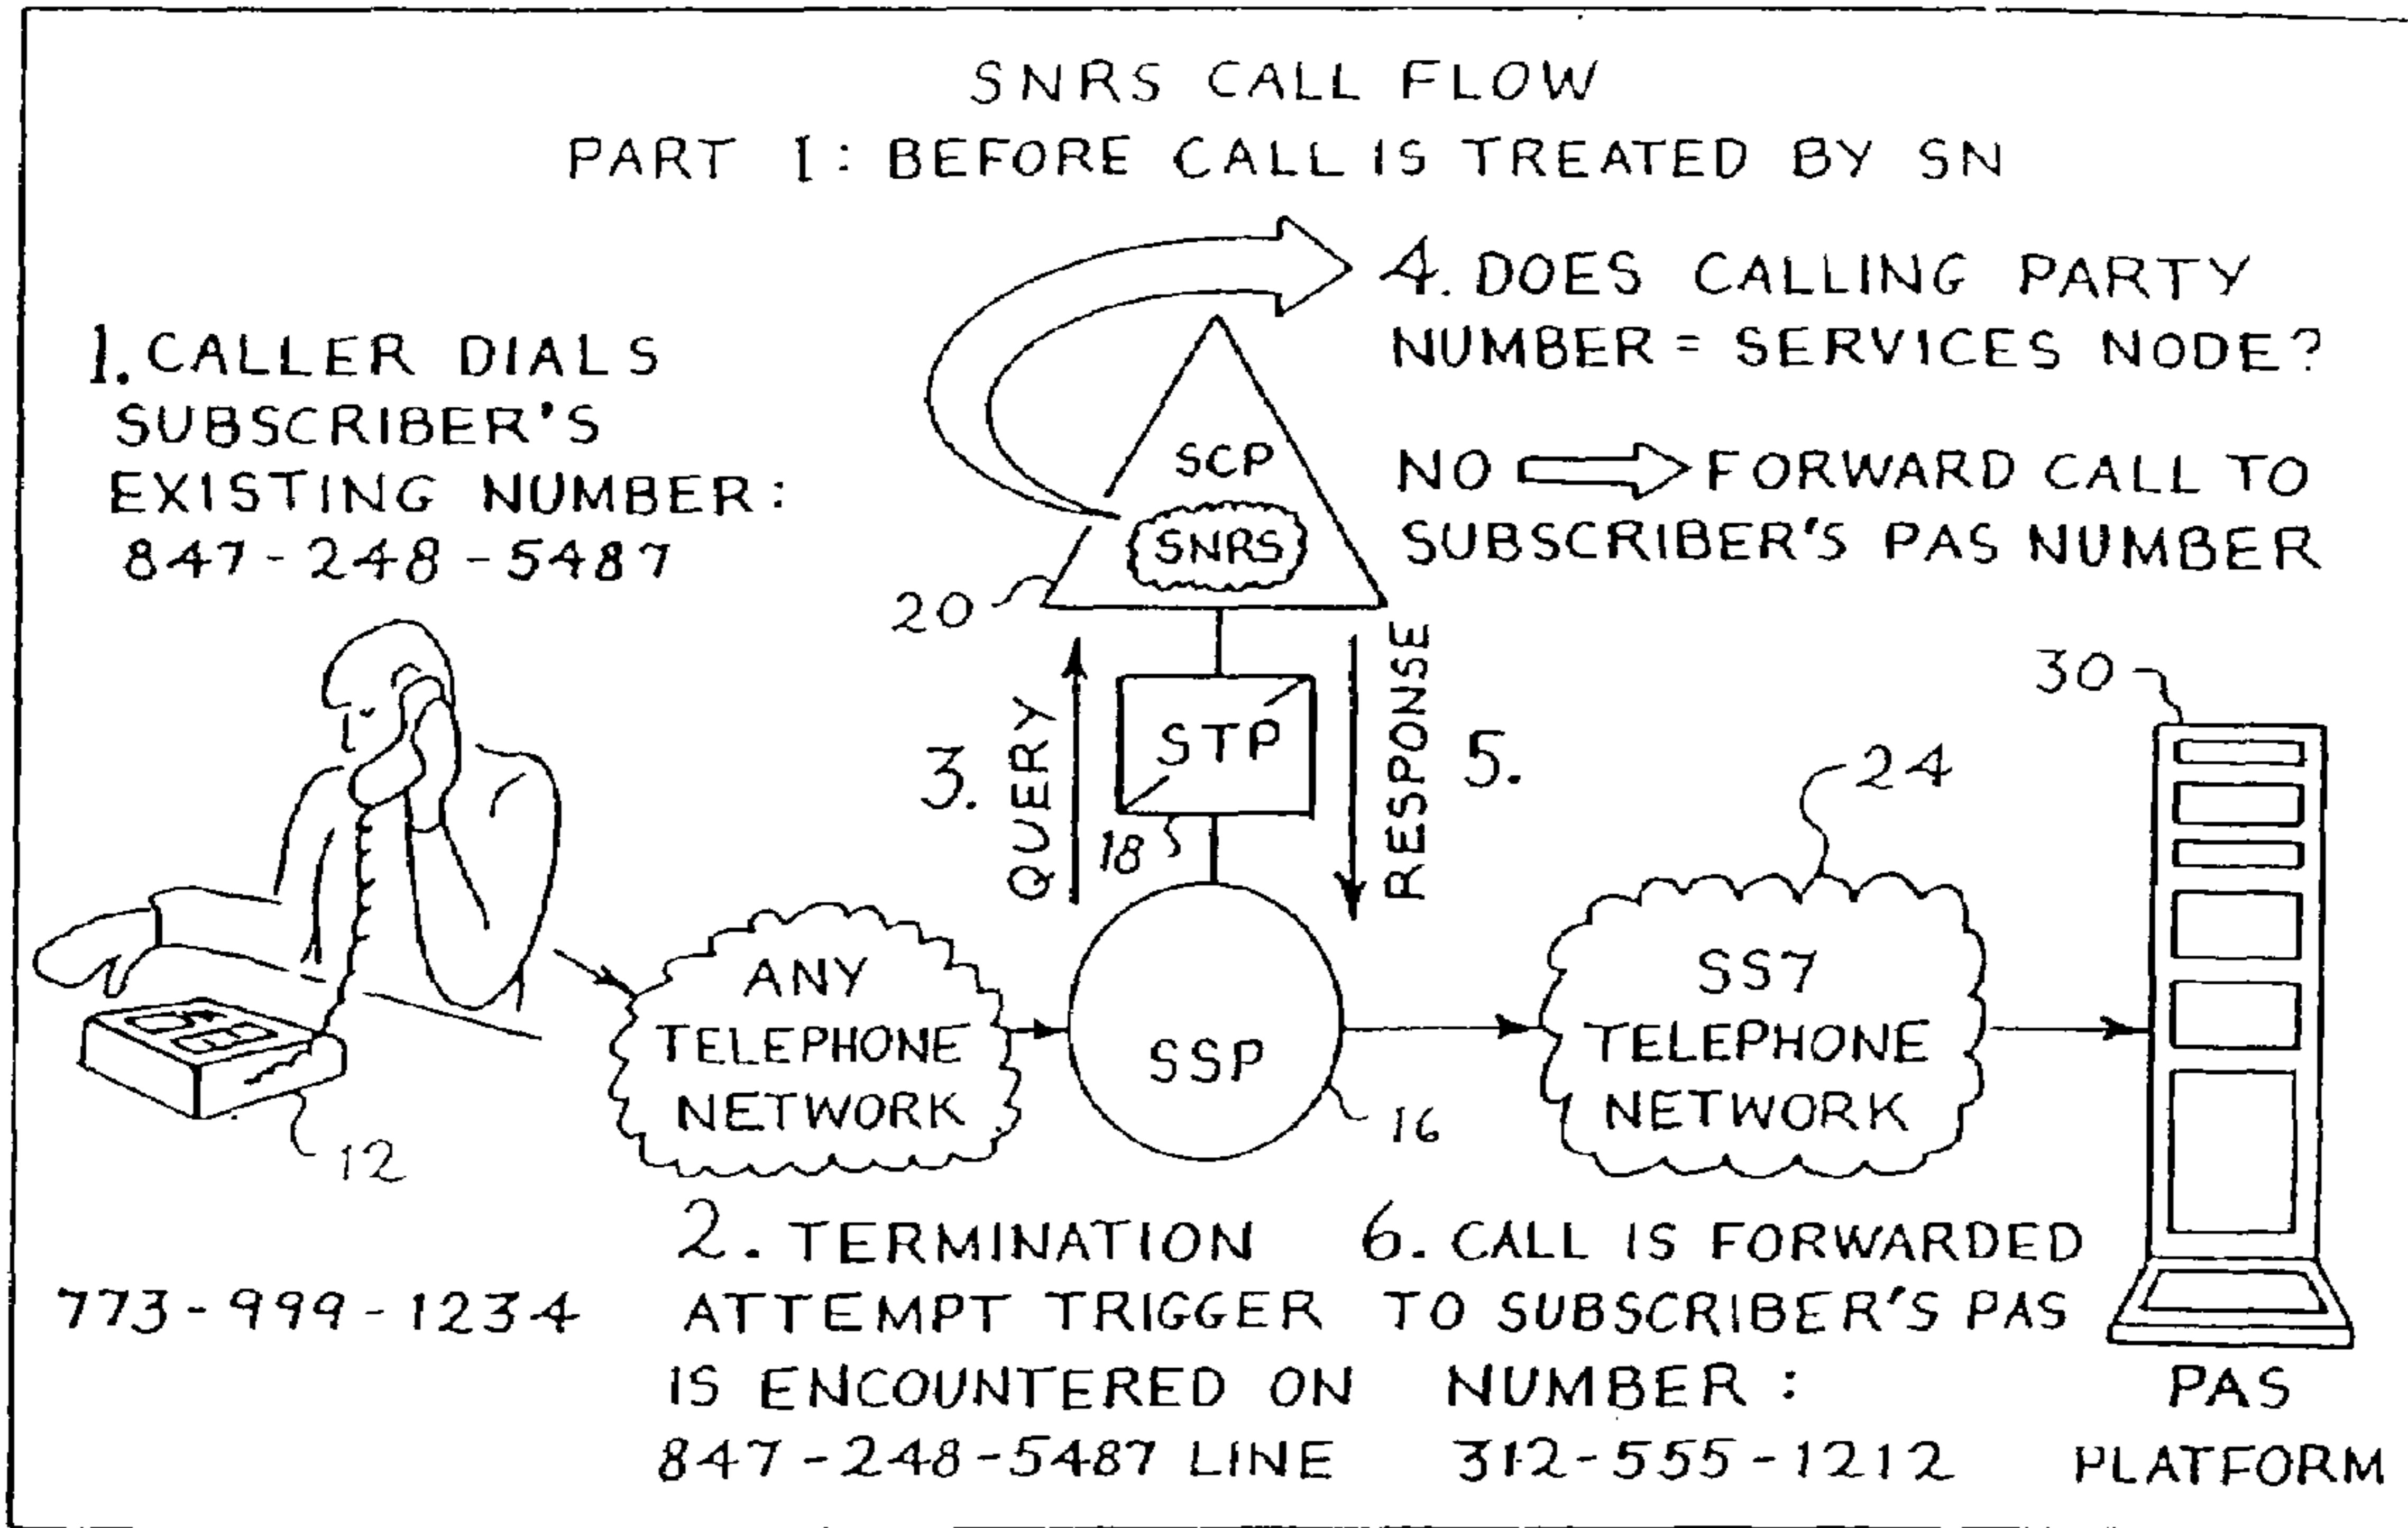 SNRS CALL FLOW
PART I: BEFORE CALL IS TREATED BY SN
1. CALLER DIALS
SUBSCRIBER'S
EXISTING NUMBER:
847-248-5487
4. DOES CALLING PARTY
NUMBER = SERVICES NODE?
NO FORWARD CALL TO
SUBSCRIBER'S PAS NUMBER
SCP
SNRS
20
3.
QUERY
STP
18
RESPONSE
5.
30
24
ANY
TELEPHONE
NETWORK
SSP
16
SS7
TELEPHONE
NETWORK
12
773-999-1234
2. TERMINATION
ATTEMPT TRIGGER
IS ENCOUNTERED ON
847-248-5487 LINE
6. CALL IS FORWARDED
TO SUBSCRIBER'S PAS
NUMBER:
312-555-1212
PAS
PLATFORM